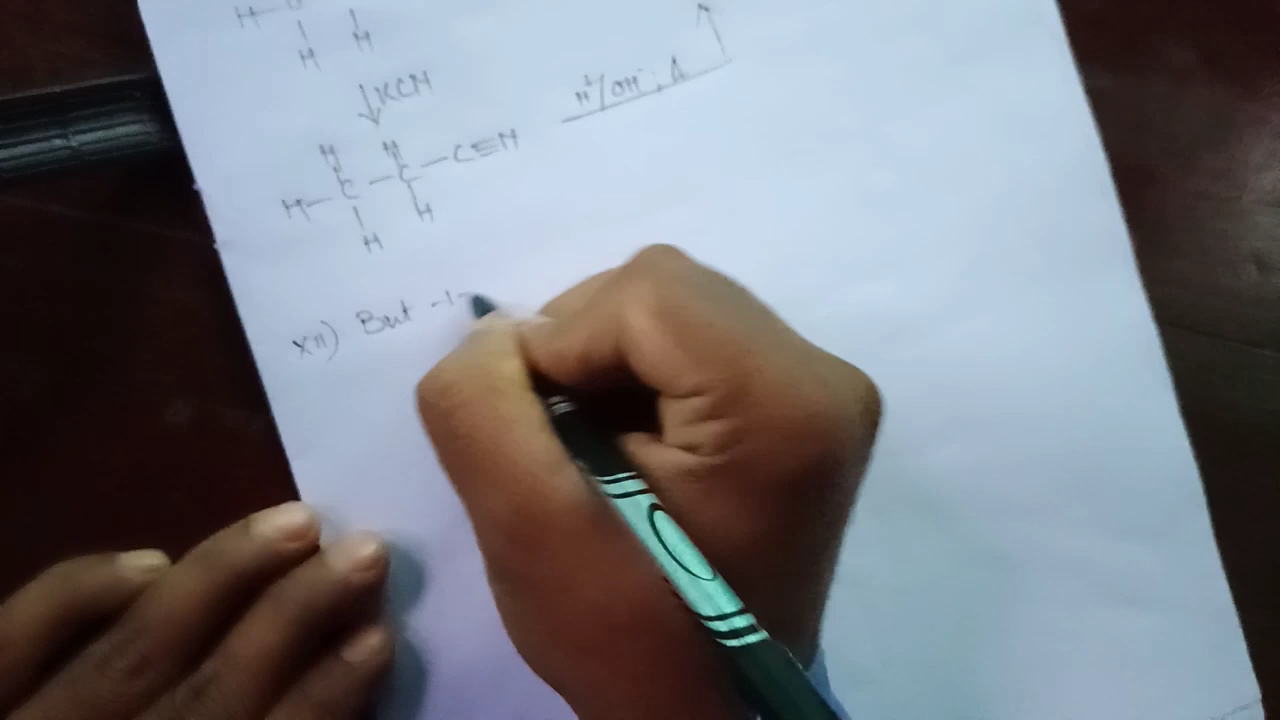 H
H H
↓ KCN
H⁺/OH⁻; Δ
H H
H–C–C–C≡N
H H
xii) But -1-